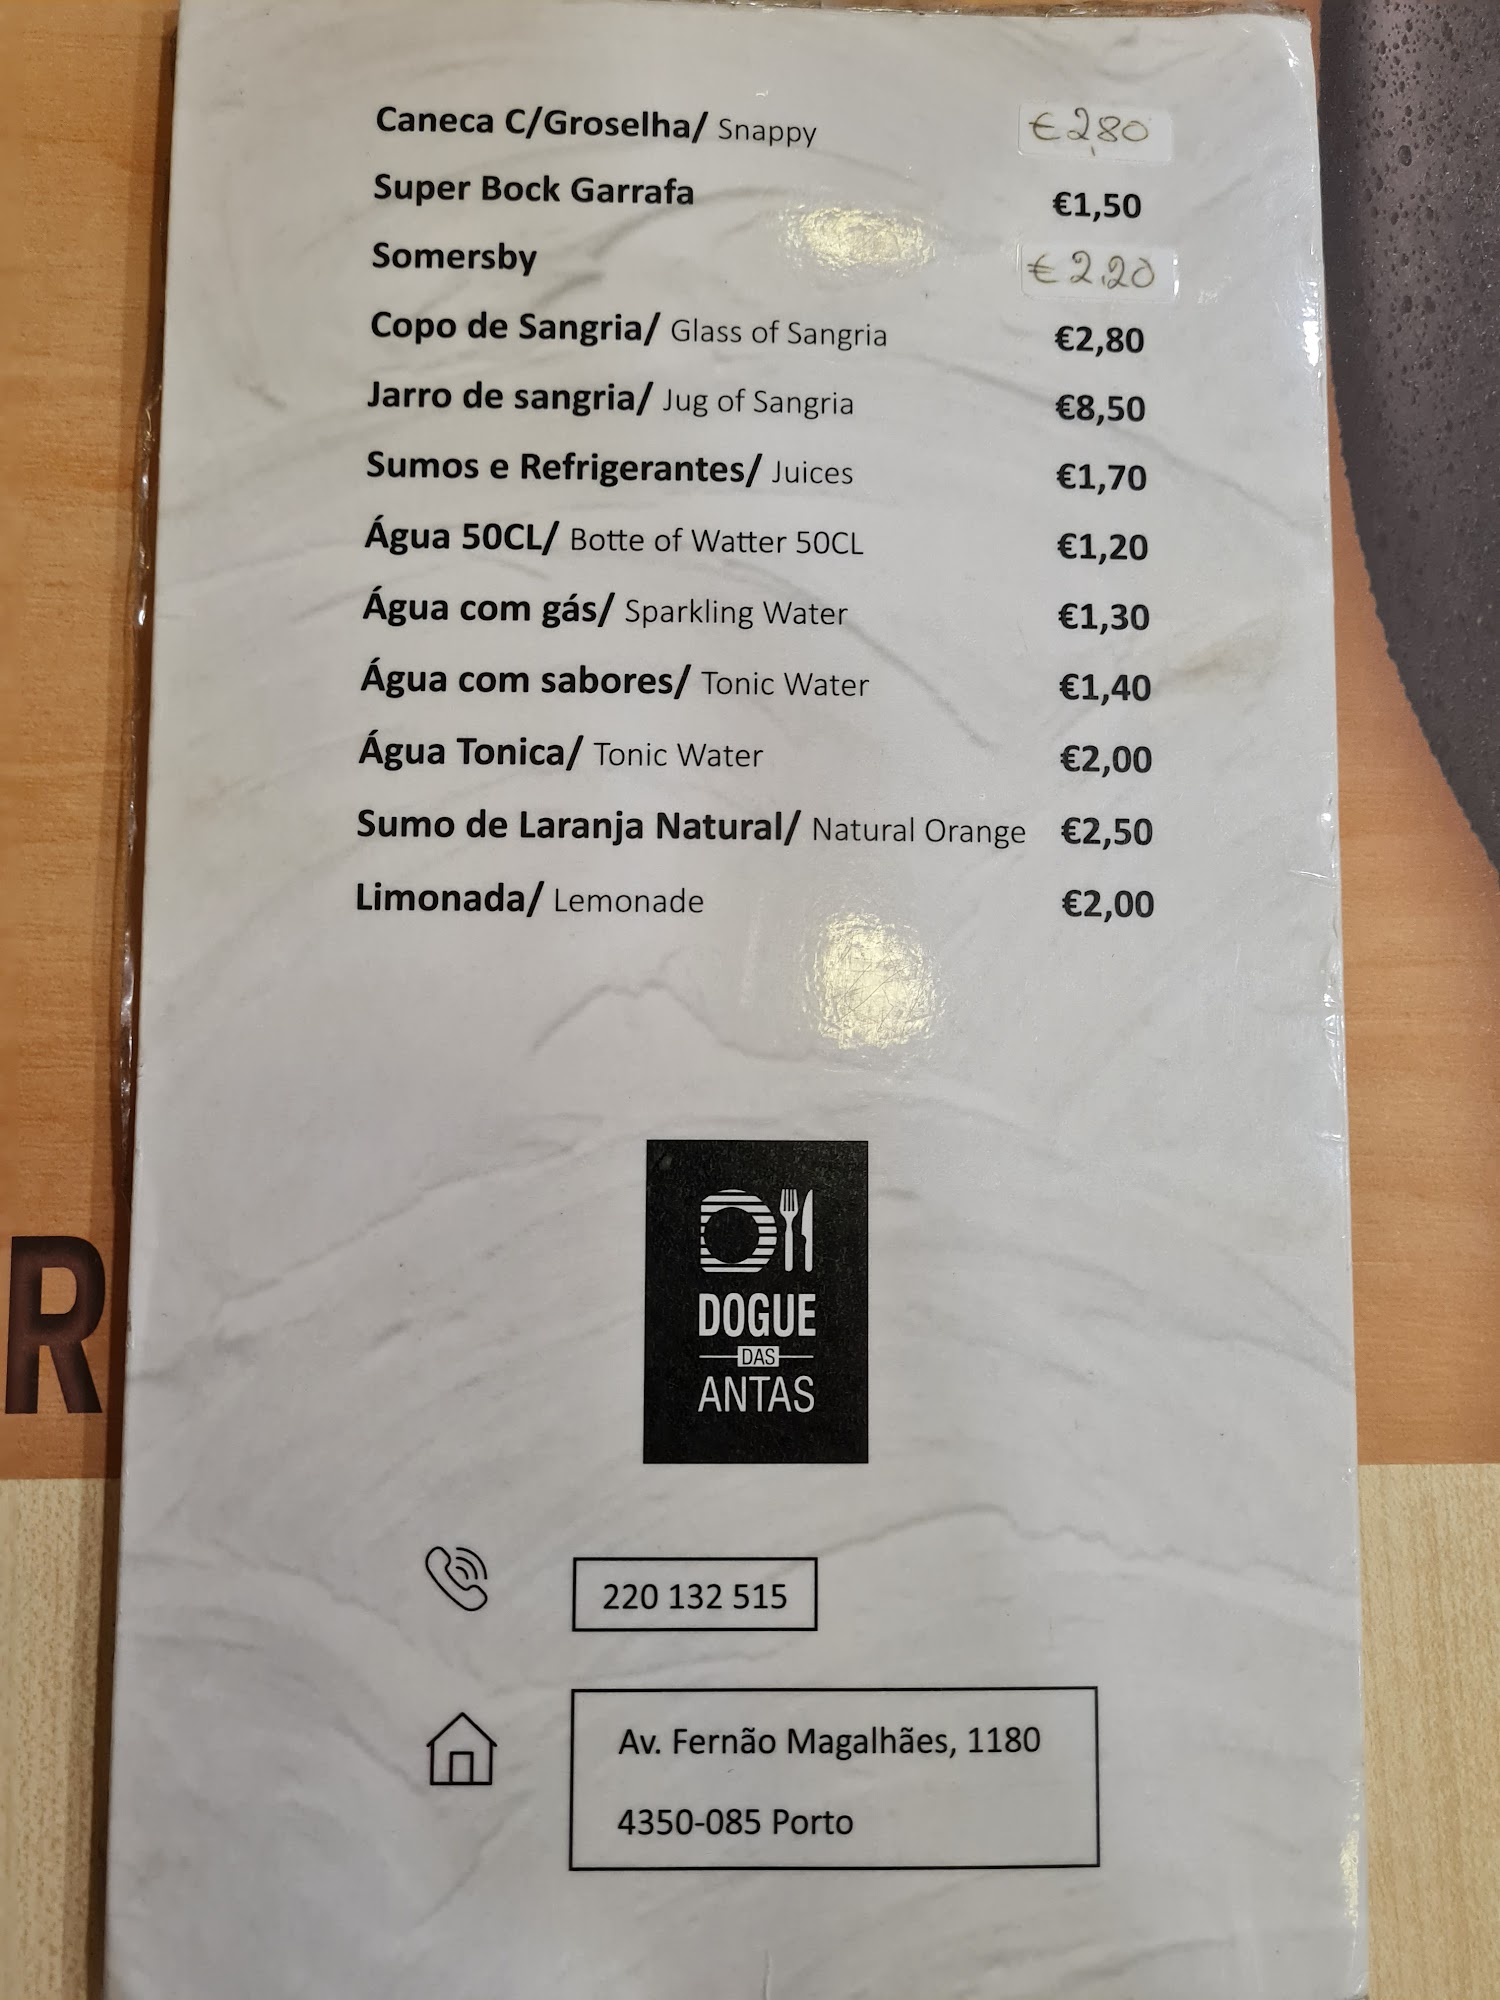 Caneca C/Groselha/ Snappy €2,80
Super Bock Garrafa €1,50
Somersby €2.20
Copo de Sangria/ Glass of Sangria €2,80
Jarro de sangria/ Jug of Sangria €8,50
Sumos e Refrigerantes/ Juices €1,70
Água 50CL/ Botte of Watter 50CL €1,20
Água com gás/ Sparkling Water €1,30
Água com sabores/ Tonic Water €1,40
Água Tonica/ Tonic Water €2,00
Sumo de Laranja Natural/ Natural Orange €2,50
Limonada/ Lemonade €2,00
R
DOGUE
DAS
ANTAS
220 132 515
Av. Fernão Magalhães, 1180
4350-085 Porto